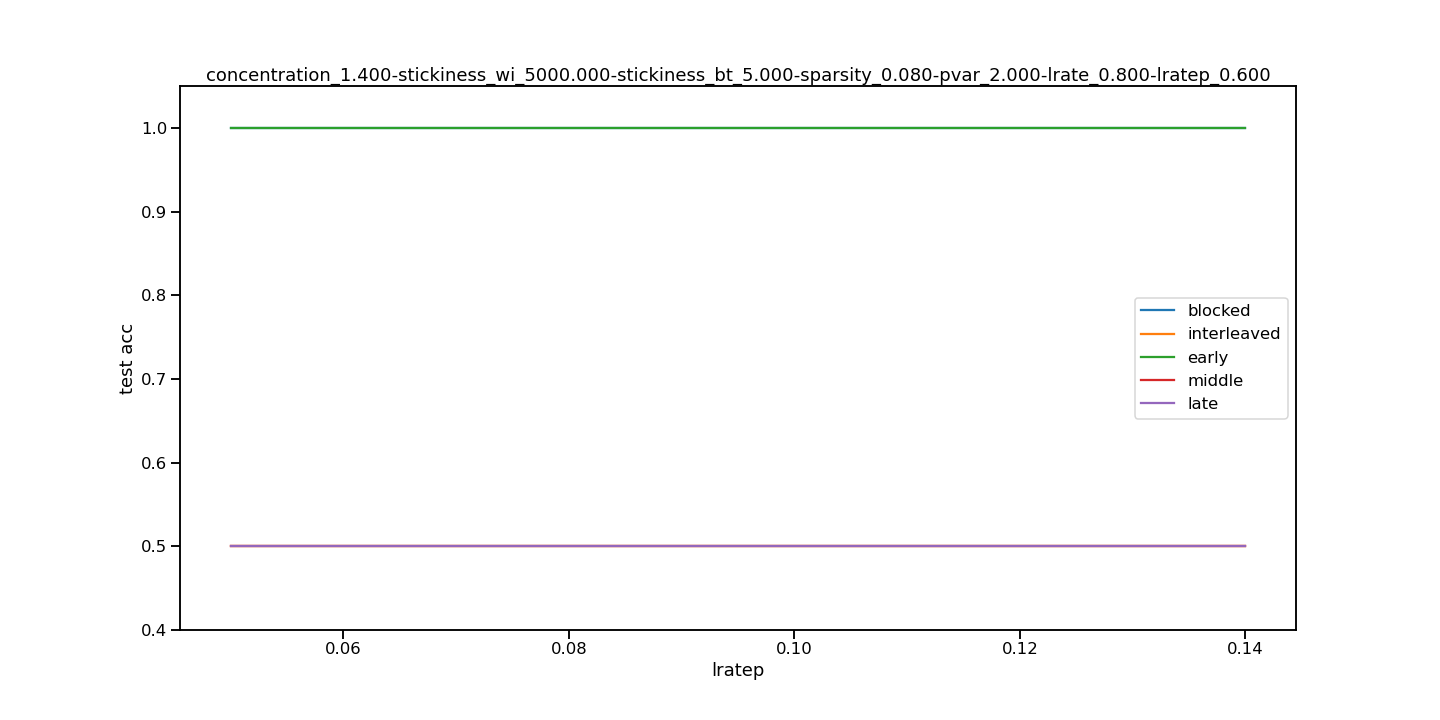 concentration_1.400-stickiness_wi_5000.000-stickiness_bt_5.000-sparsity_0.080-pvar_2.000-lrate_0.800-lratep_0.600
1.0
0.9
0.8
0.7
0.6
0.5
0.4
test acc
blocked
interleaved
early
middle
late
0.06 0.08 0.10 0.12 0.14
lratep